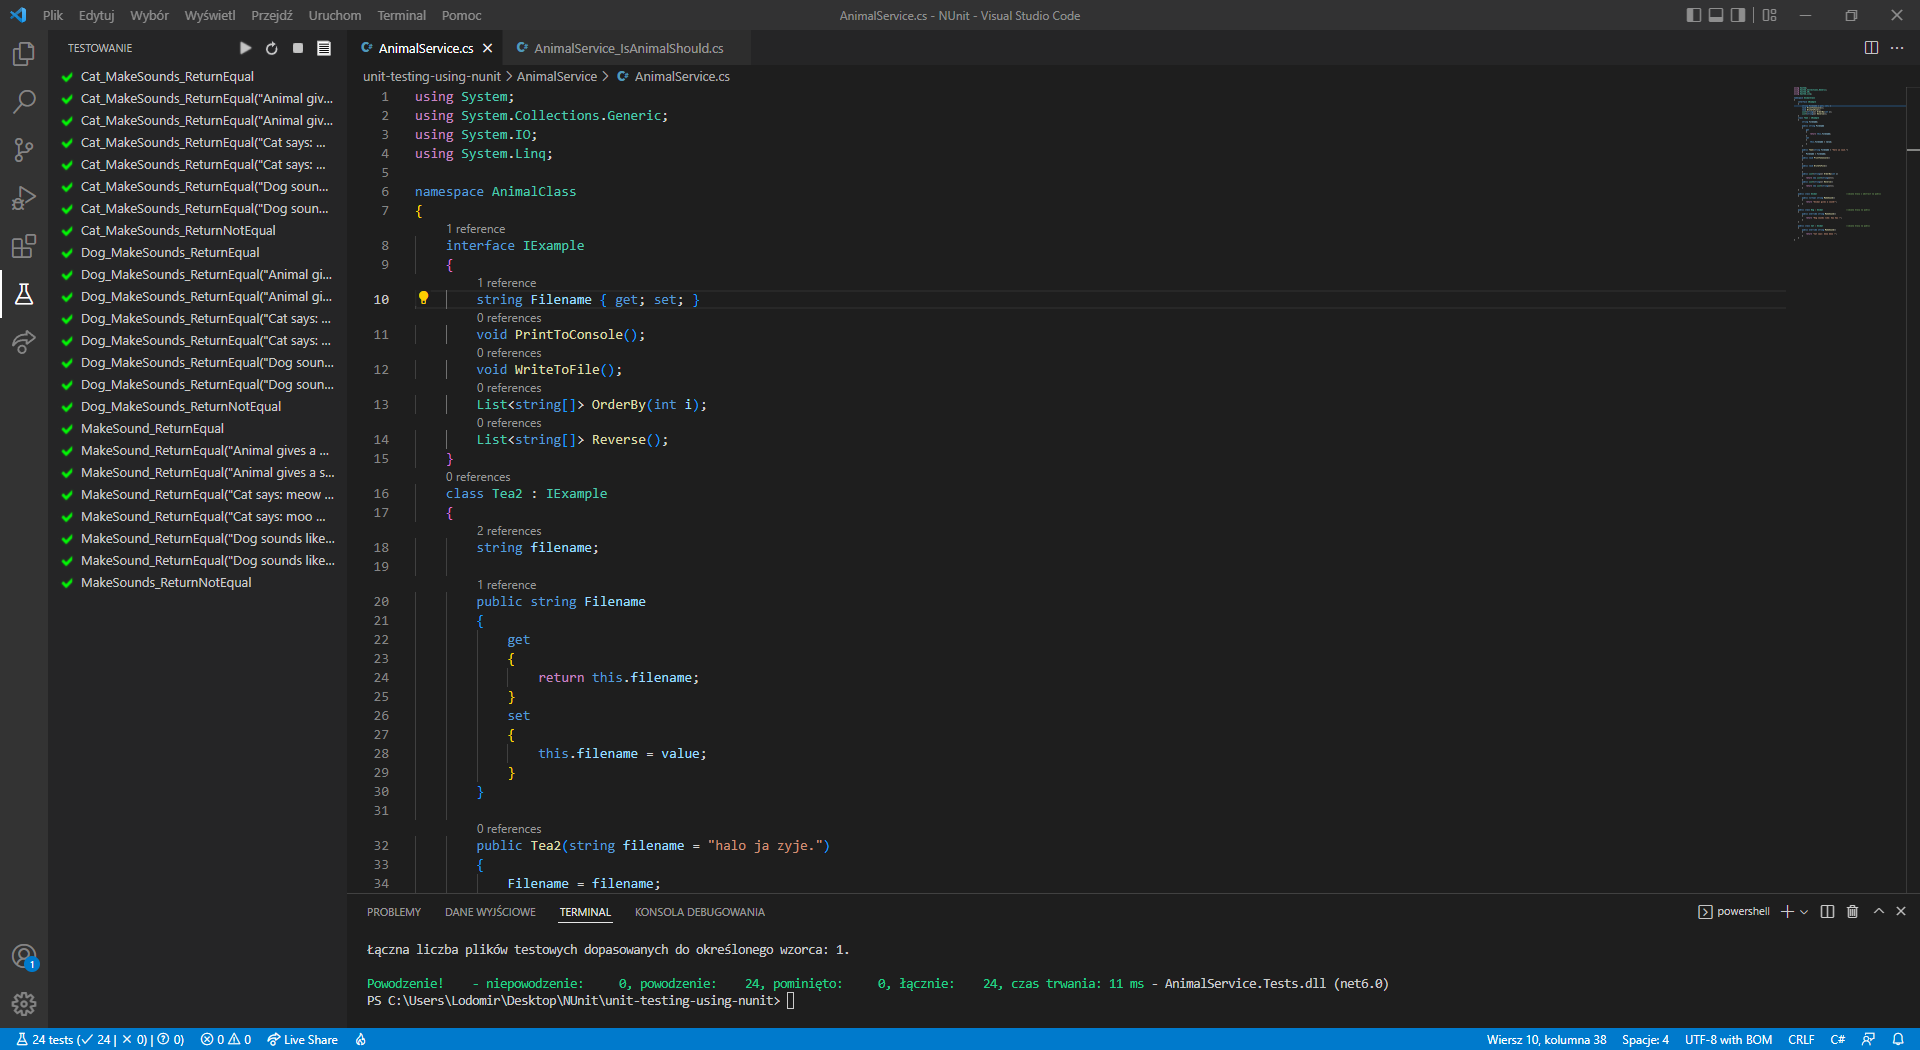 Plik Edytuj Wybór Wyświetl Przejdź Uruchom Terminal Pomoc
AnimalService.cs - NUnit - Visual Studio Code
TESTOWANIE
Cat_MakeSounds_ReturnEqual
Cat_MakeSounds_ReturnEqual("Animal giv...
Cat_MakeSounds_ReturnEqual("Animal giv...
Cat_MakeSounds_ReturnEqual("Cat says: ...
Cat_MakeSounds_ReturnEqual("Cat says: ...
Cat_MakeSounds_ReturnEqual("Dog soun...
Cat_MakeSounds_ReturnEqual("Dog soun...
Cat_MakeSounds_ReturnNotEqual
Dog_MakeSounds_ReturnEqual
Dog_MakeSounds_ReturnEqual("Animal gi...
Dog_MakeSounds_ReturnEqual("Animal gi...
Dog_MakeSounds_ReturnEqual("Cat says: ...
Dog_MakeSounds_ReturnEqual("Cat says: ...
Dog_MakeSounds_ReturnEqual("Dog soun...
Dog_MakeSounds_ReturnEqual("Dog soun...
Dog_MakeSounds_ReturnNotEqual
MakeSound_ReturnEqual
MakeSound_ReturnEqual("Animal gives a ...
MakeSound_ReturnEqual("Animal gives a s...
MakeSound_ReturnEqual("Cat says: meow ...
MakeSound_ReturnEqual("Cat says: moo ...
MakeSound_ReturnEqual("Dog sounds like...
MakeSound_ReturnEqual("Dog sounds like...
MakeSounds_ReturnNotEqual
AnimalService.cs
AnimalService_IsAnimalShould.cs
unit-testing-using-nunit > AnimalService > AnimalService.cs
1 using System;
2 using System.Collections.Generic;
3 using System.IO;
4 using System.Linq;
5
6 namespace AnimalClass
7 {
1 reference
8 interface IExample
9 {
1 reference
10 string Filename { get; set; }
0 references
11 void PrintToConsole();
0 references
12 void WriteToFile();
0 references
13 List<string[]> OrderBy(int i);
0 references
14 List<string[]> Reverse();
15 }
0 references
16 class Tea2 : IExample
17 {
2 references
18 string filename;
19
1 reference
20 public string Filename
21 {
22 get
23 {
24 return this.filename;
25 }
26 set
27 {
28 this.filename = value;
29 }
30 }
31
0 references
32 public Tea2(string filename = "halo ja zyje.")
33 {
34 Filename = filename;
PROBLEMY DANE WYJŚCIOWE TERMINAL KONSOLA DEBUGOWANIA
powershell
Łączna liczba plików testowych dopasowanych do określonego wzorca: 1.
Powodzenie! - niepowodzenie: 0, powodzenie: 24, pominięto: 0, łącznie: 24, czas trwania: 11 ms - AnimalService.Tests.dll (net6.0)
PS C:\Users\Lodomir\Desktop\NUnit\unit-testing-using-nunit>
1
24 tests (✓ 24 | ✕ 0) | 0) 0 0 Live Share
Wiersz 10, kolumna 38 Spacje: 4 UTF-8 with BOM CRLF C#